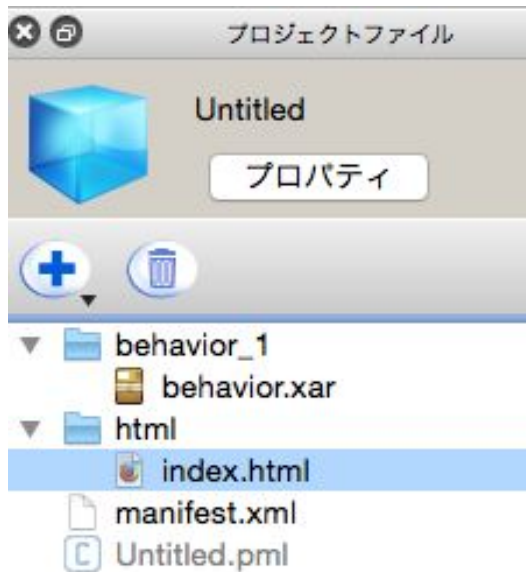 プロジェクトファイル
Untitled
プロパティ
behavior_1
behavior.xar
html
index.html
manifest.xml
C Untitled.pml